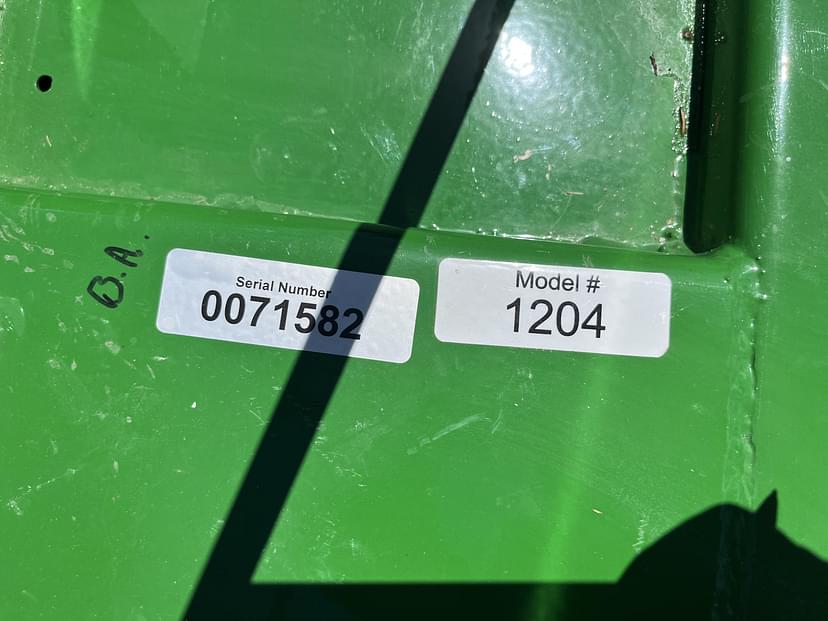 B.A.
Serial Number
0071582
Model #
1204